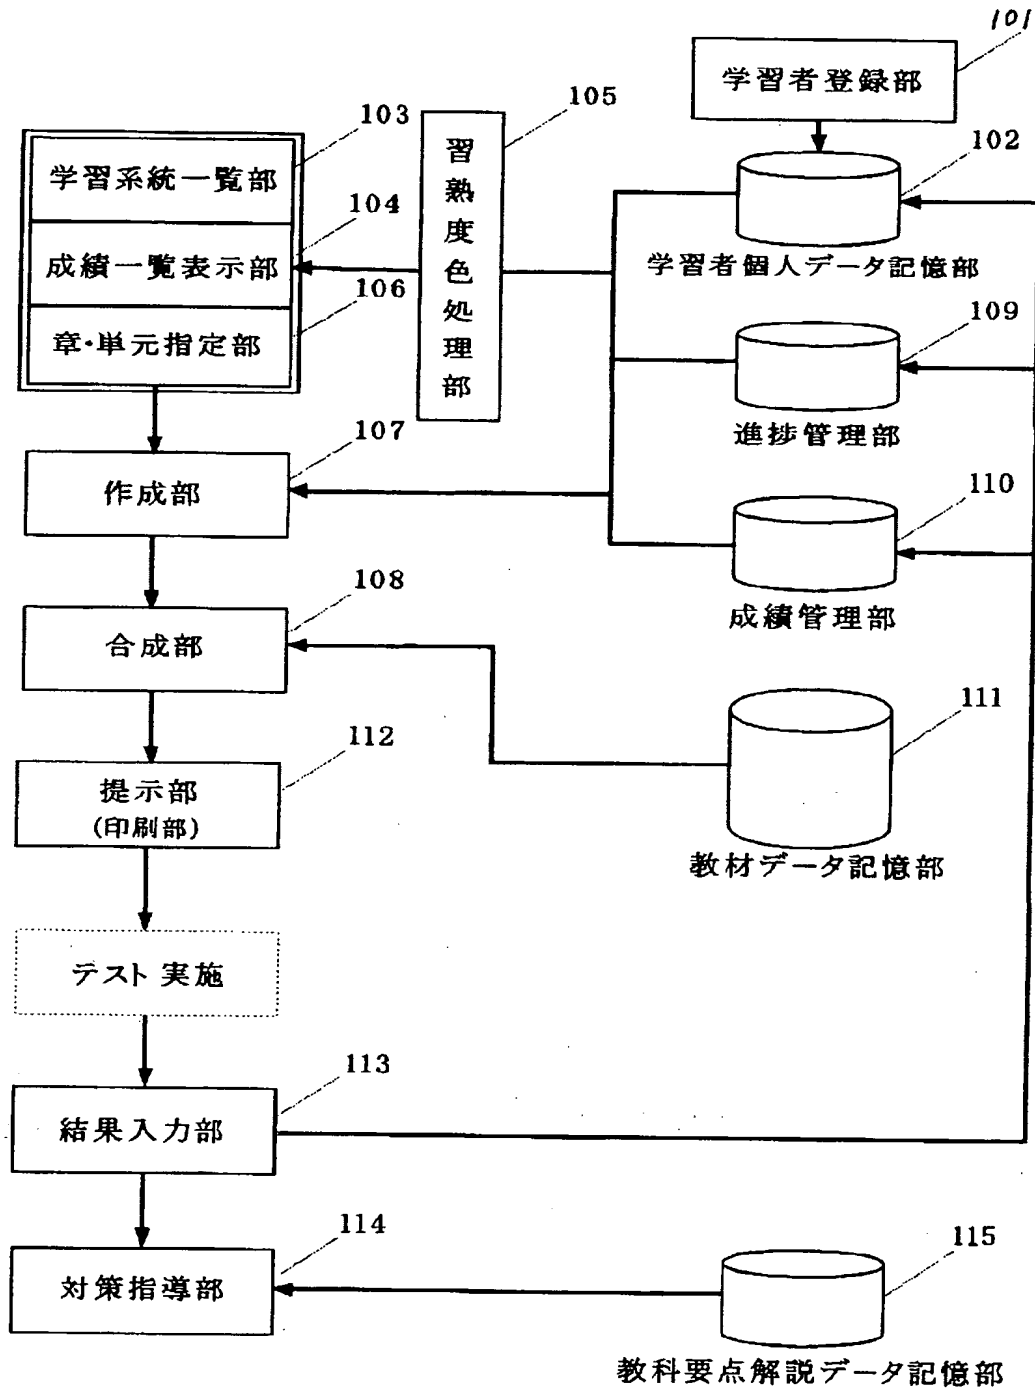 101
学習者登録部
105
103
102
学習系統一覧部
習熟度色処理部
104
成績一覧表示部
学習者個人データ記憶部
106
109
章・単元指定部
進捗管理部
107
110
作成部
108
成績管理部
合成部
111
112
提示部
(印刷部)
教材データ記憶部
テスト実施
113
結果入力部
114
115
対策指導部
教科要点解説データ記憶部